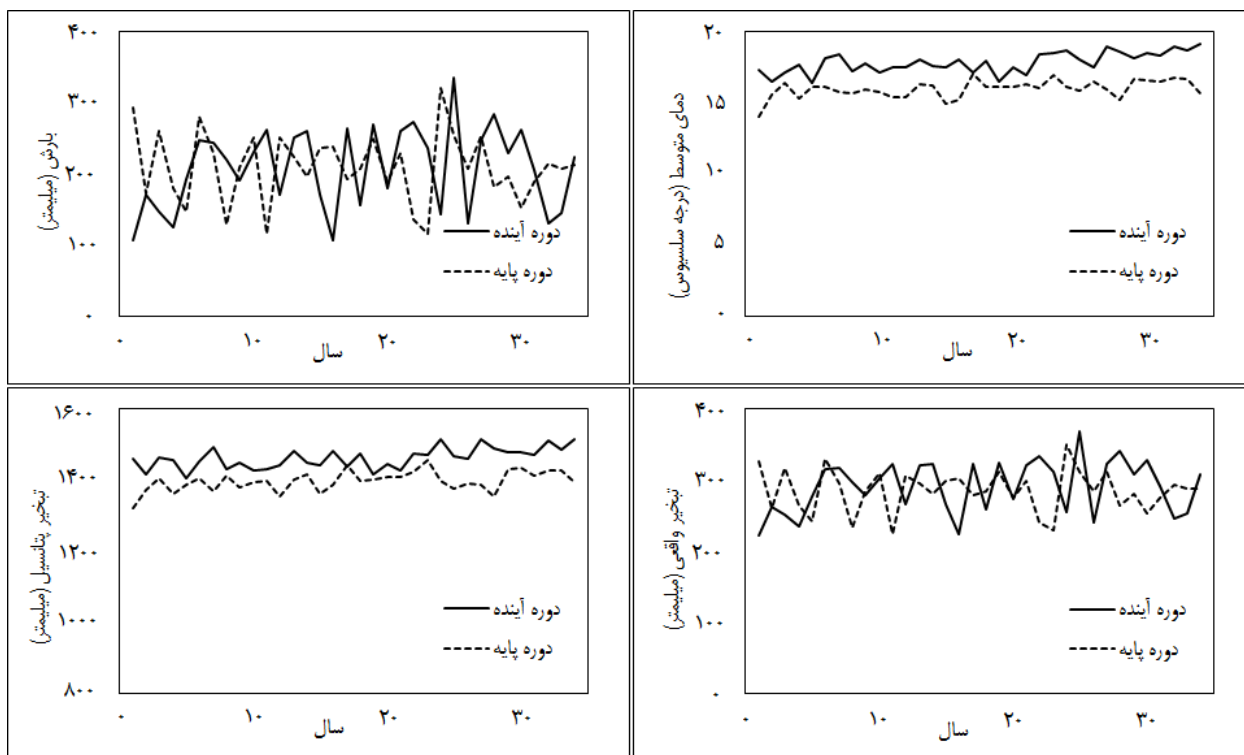 ۴۰۰
۳۰۰
۲۰۰
۱۰۰
۰
بارش (میلیمتر)
دوره آینده
دوره پایه
۰ ۱۰ ۲۰ ۳۰
سال
۲۰
۱۵
۱۰
۵
۰
دمای متوسط (درجه سلسیوس)
دوره آینده
دوره پایه
۰ ۱۰ ۲۰ ۳۰
سال
۱۶۰۰
۱۴۰۰
۱۲۰۰
۱۰۰۰
۸۰۰
تبخیر پتانسیل (میلیمتر)
دوره آینده
دوره پایه
۰ ۱۰ ۲۰ ۳۰
سال
۴۰۰
۳۰۰
۲۰۰
۱۰۰
۰
تبخیر واقعی (میلیمتر)
دوره آینده
دوره پایه
۰ ۱۰ ۲۰ ۳۰
سال